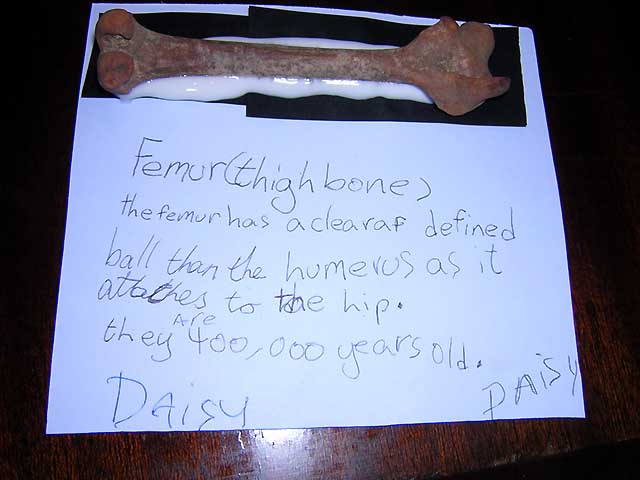 Femur (thigh bone)
the femur has a clearar defined
ball than the humerus as it
attaches to the hip.
they Are 400,000 years old.
DAISY
DAISY